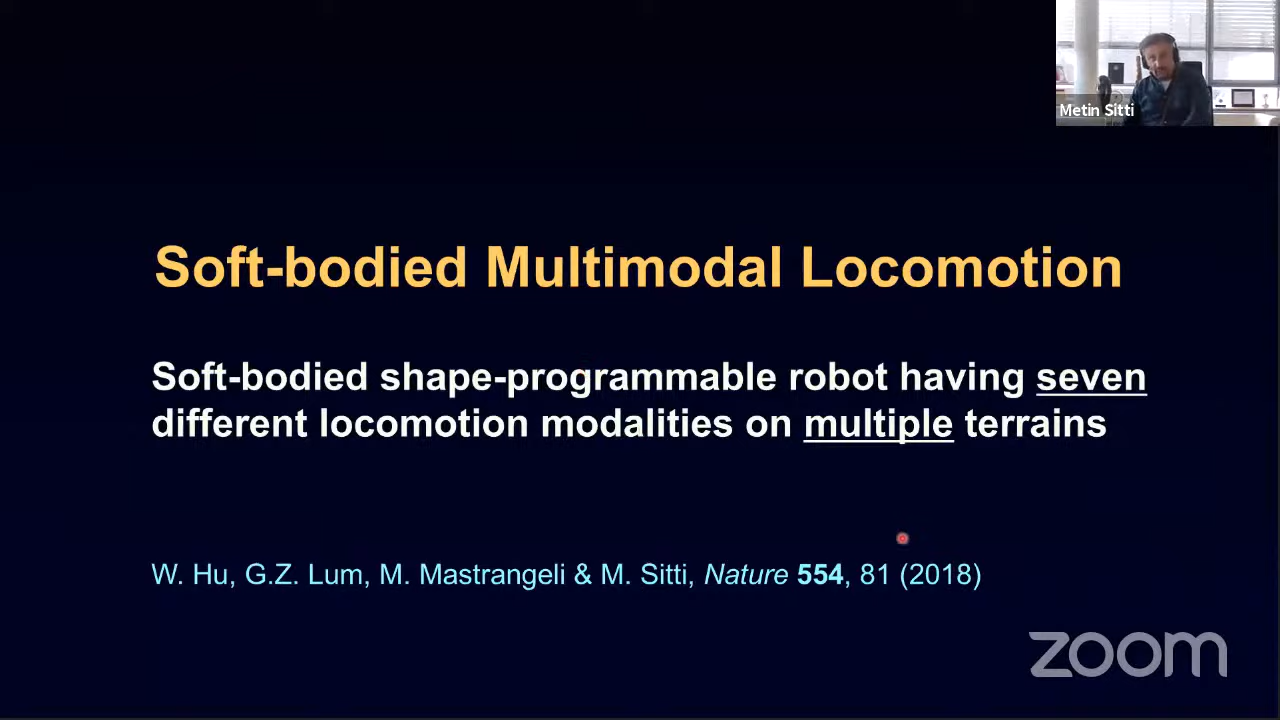 Metin Sitti
Soft-bodied Multimodal Locomotion
Soft-bodied shape-programmable robot having seven
different locomotion modalities on multiple terrains
W. Hu, G.Z. Lum, M. Mastrangeli & M. Sitti, Nature 554, 81 (2018)
zoom